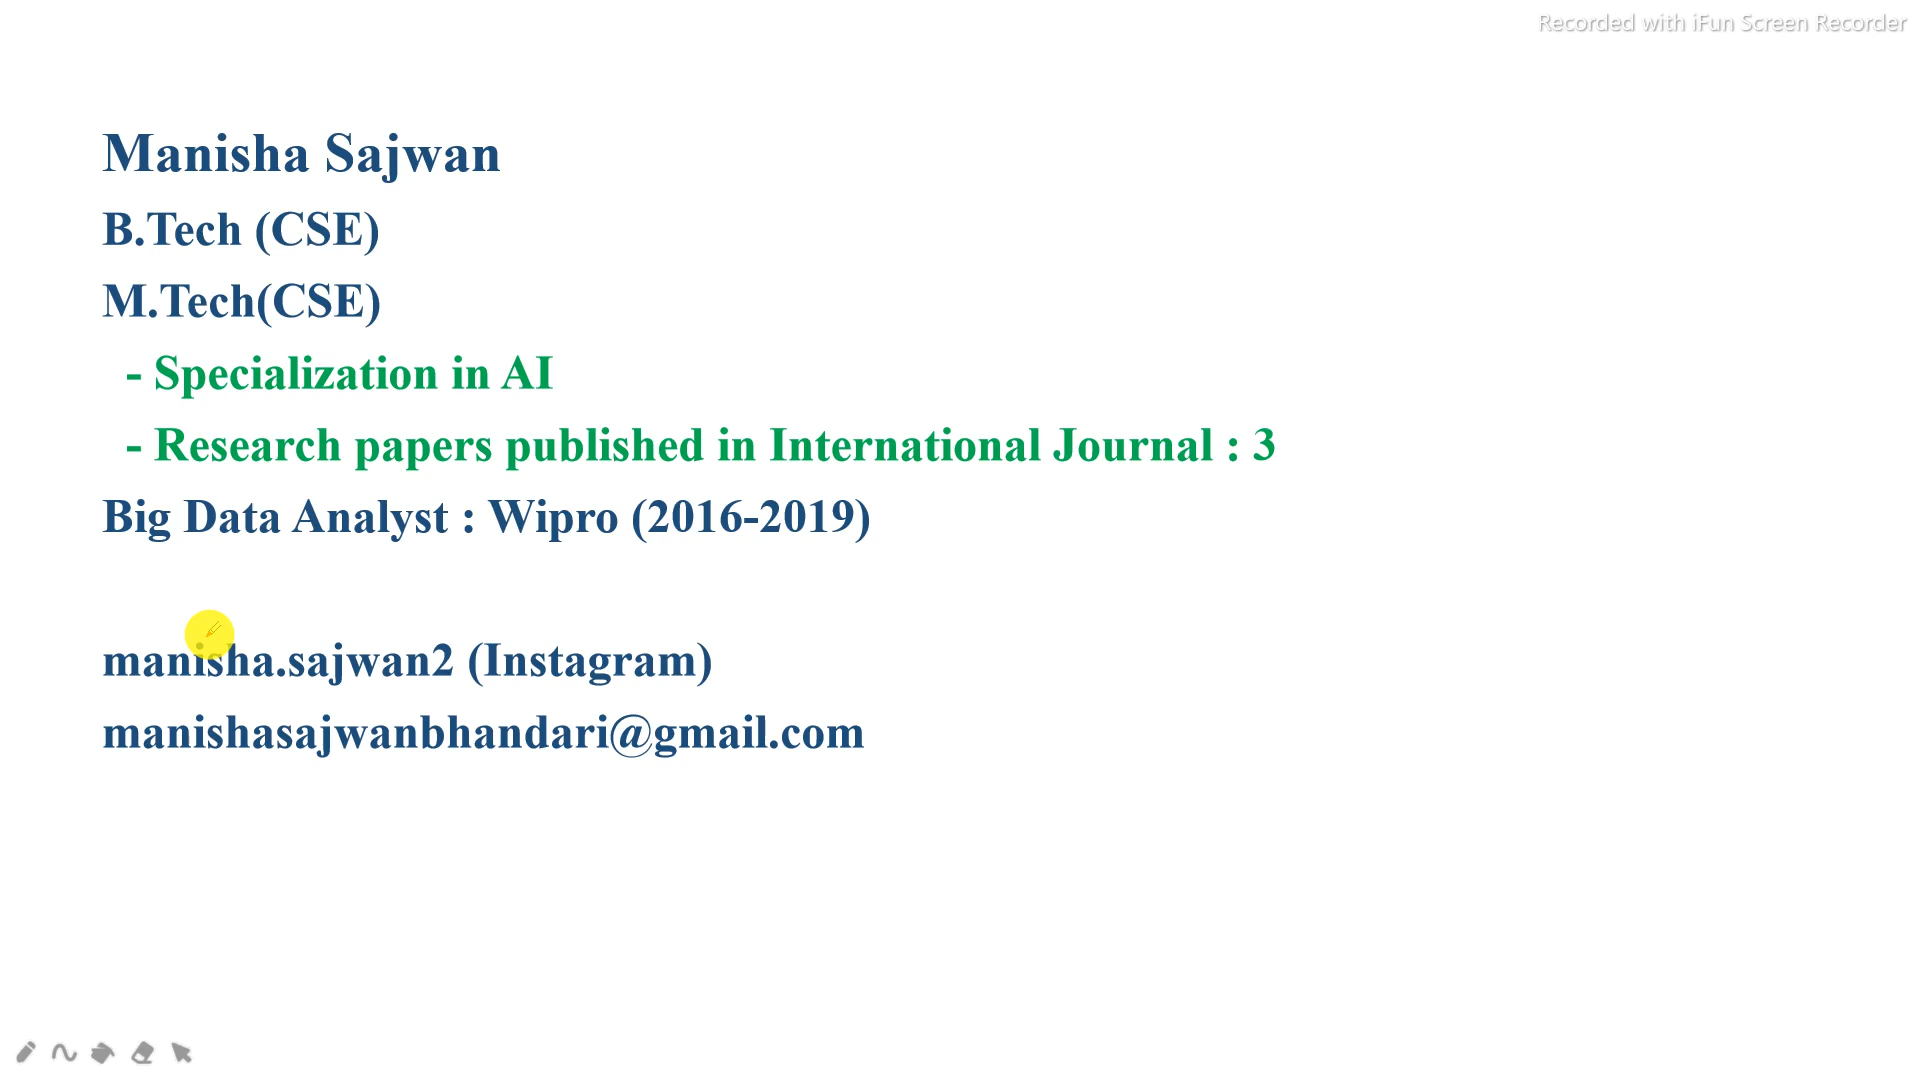 Recorded with iFun Screen Recorder
Manisha Sajwan
B.Tech (CSE)
M.Tech(CSE)
- Specialization in AI
- Research papers published in International Journal : 3
Big Data Analyst : Wipro (2016-2019)
manisha.sajwan2 (Instagram)
manishasajwanbhandari@gmail.com